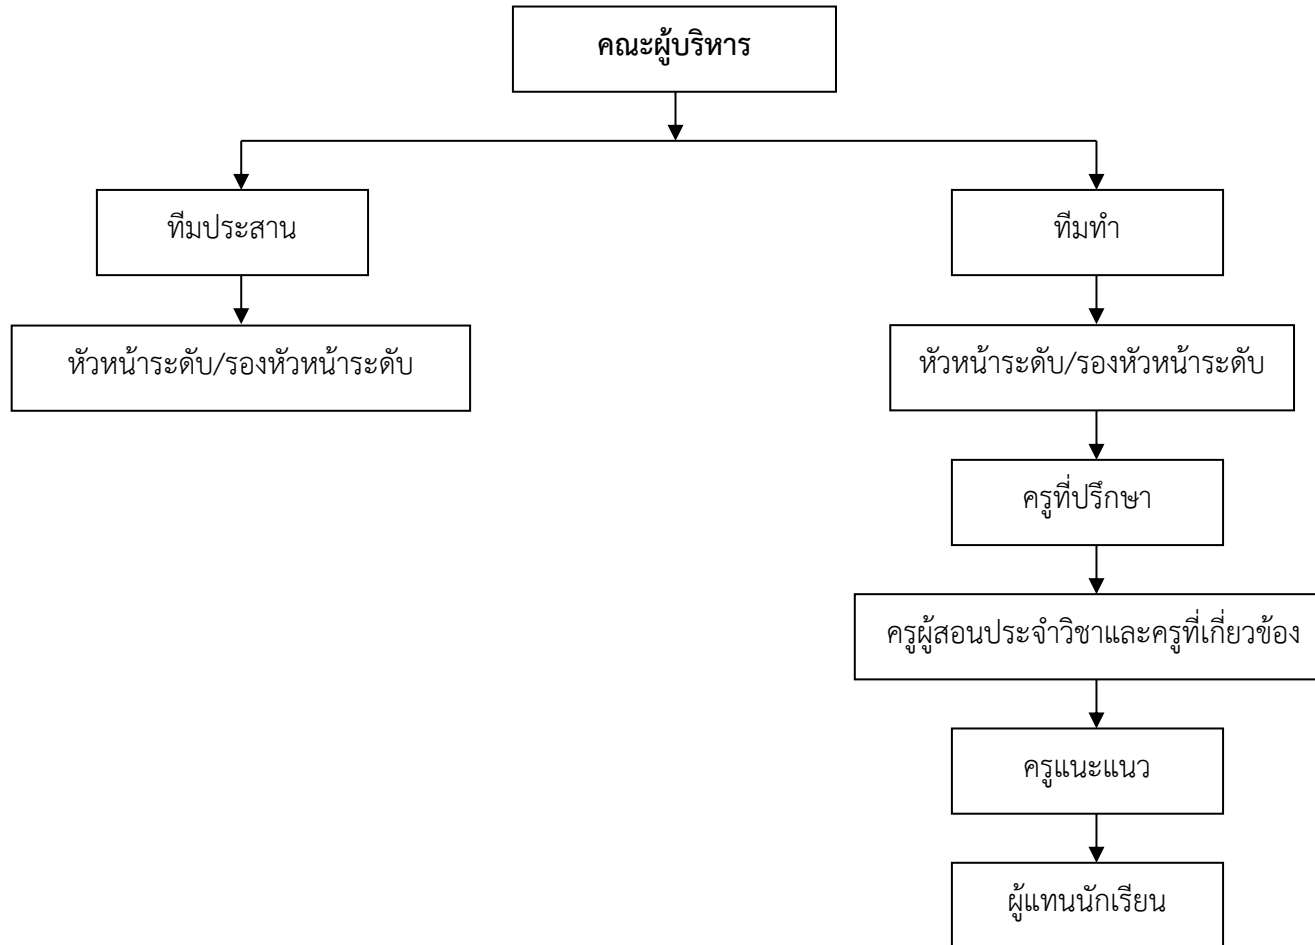 คณะผู้บริหาร
ทีมประสาน
ทีมทำ
หัวหน้าระดับ/รองหัวหน้าระดับ
หัวหน้าระดับ/รองหัวหน้าระดับ
ครูที่ปรึกษา
ครูผู้สอนประจำวิชาและครูที่เกี่ยวข้อง
ครูแนะแนว
ผู้แทนนักเรียน